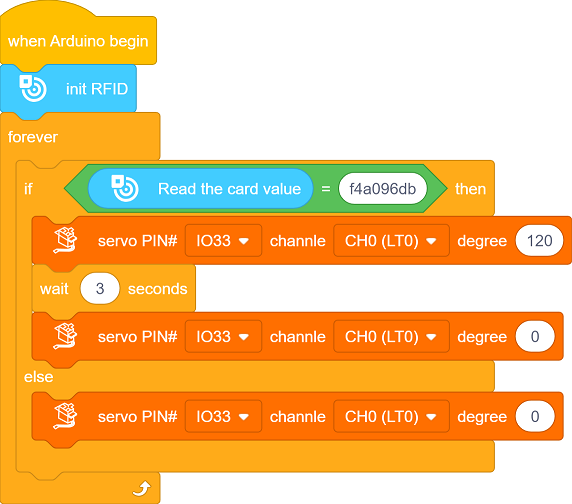 when Arduino begin
init RFID
forever
if Read the card value = f4a096db then
servo PIN# IO33 channle CH0 (LT0) degree 120
wait 3 seconds
servo PIN# IO33 channle CH0 (LT0) degree 0
else
servo PIN# IO33 channle CH0 (LT0) degree 0